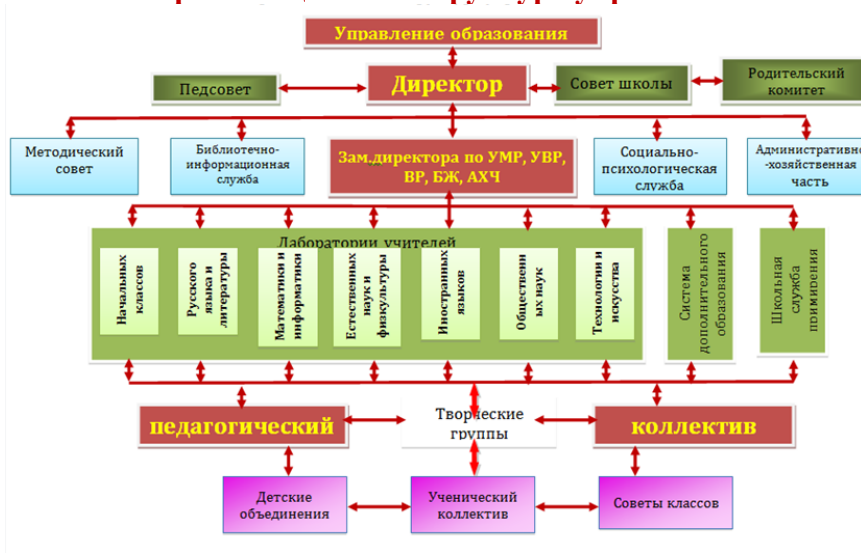 Управление образования
Педсовет
Директор
Совет школы
Родительский
комитет
Методический
совет
Библиотечно-
информационная
служба
Зам.директора по УМР, УВР,
ВР, БЖ, АХЧ
Социально-
психологическая
служба
Административно
-хозяйственная
часть
Лаборатории учителей
Начальных
классов
Русского
языка и
литературы
Математики и
информатики
Естественных
наук и
физкультуры
Иностранных
языков
Общественн
ых наук
Технологии и
искусства
Система
дополнительного
образования
Школьная
служба
примирения
педагогический
Творческие
группы
коллектив
Детские
объединения
Ученический
коллектив
Советы классов